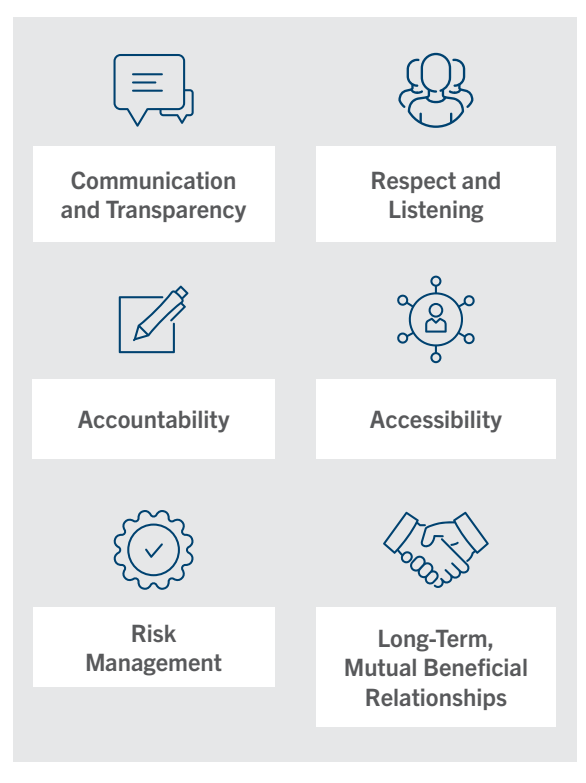 Communication
and Transparency
Respect and
Listening
Accountability
Accessibility
Risk
Management
Long-Term,
Mutual Beneficial
Relationships